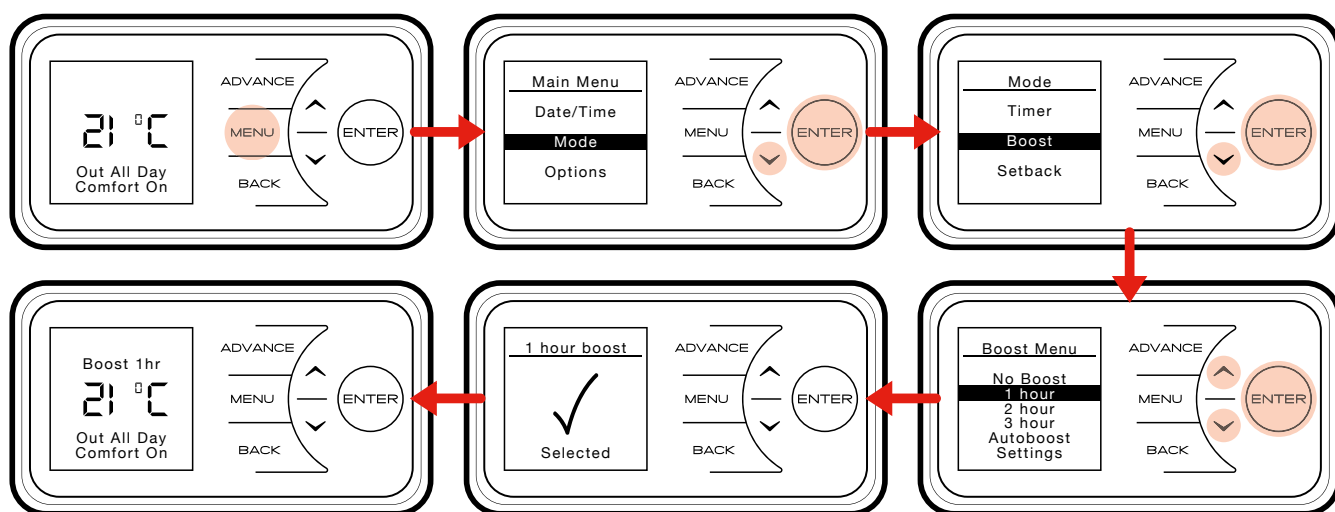 21 °C
Out All Day
Comfort On
ADVANCE
MENU
BACK
ENTER
Main Menu
Date/Time
Mode
Options
ADVANCE
MENU
BACK
ENTER
Mode
Timer
Boost
Setback
ADVANCE
MENU
BACK
ENTER
Boost Menu
No Boost
1 hour
2 hour
3 hour
Autoboost
Settings
ADVANCE
MENU
BACK
ENTER
1 hour boost
Selected
ADVANCE
MENU
BACK
ENTER
Boost 1hr
21 °C
Out All Day
Comfort On
ADVANCE
MENU
BACK
ENTER